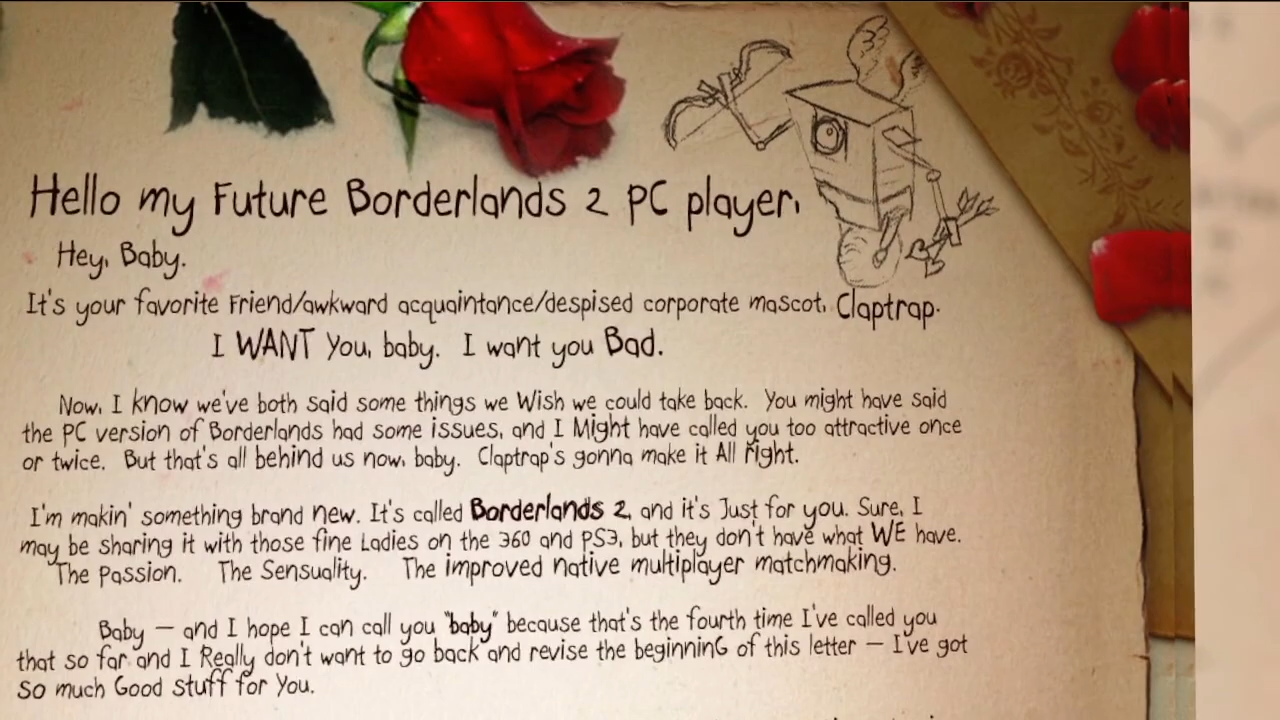 Hello my Future Borderlands 2 PC player,
Hey, Baby.
It's your favorite Friend/awkward acquaintance/despised corporate mascot, Claptrap.
I WANT You, baby. I want you Bad.
Now, I know we've both said some things we Wish we could take back. You might have said
the PC version of Borderlands had some issues, and I Might have called you too attractive once
or twice. But that's all behind us now, baby. Claptrap's gonna make it All Right.
I'm makin' something brand new. It's called Borderlands 2, and it's Just for you. Sure, I
may be sharing it with those fine Ladies on the 360 and PS3, but they don't have what WE have.
The Passion. The Sensuality. The improved native multiplayer matchmaking.
Baby — and I hope I can call you "baby" because that's the fourth time I've called you
that so far and I Really don't want to go back and revise the beginninG of this letter — I've got
So much Good stuff for You.